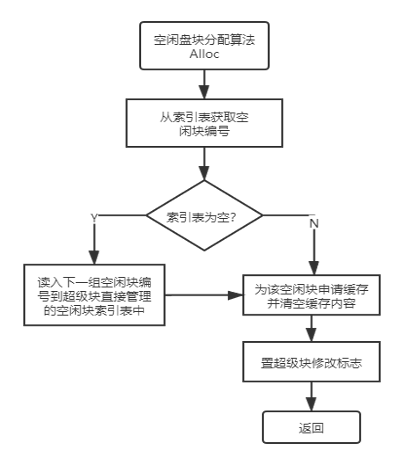 空闲盘块分配算法
Alloc
从索引表获取空
闲块编号
索引表为空?
Y
N
读入下一组空闲块编
号到超级块直接管理
的空闲块索引表中
为该空闲块申请缓存
并清空缓存内容
置超级块修改标志
返回